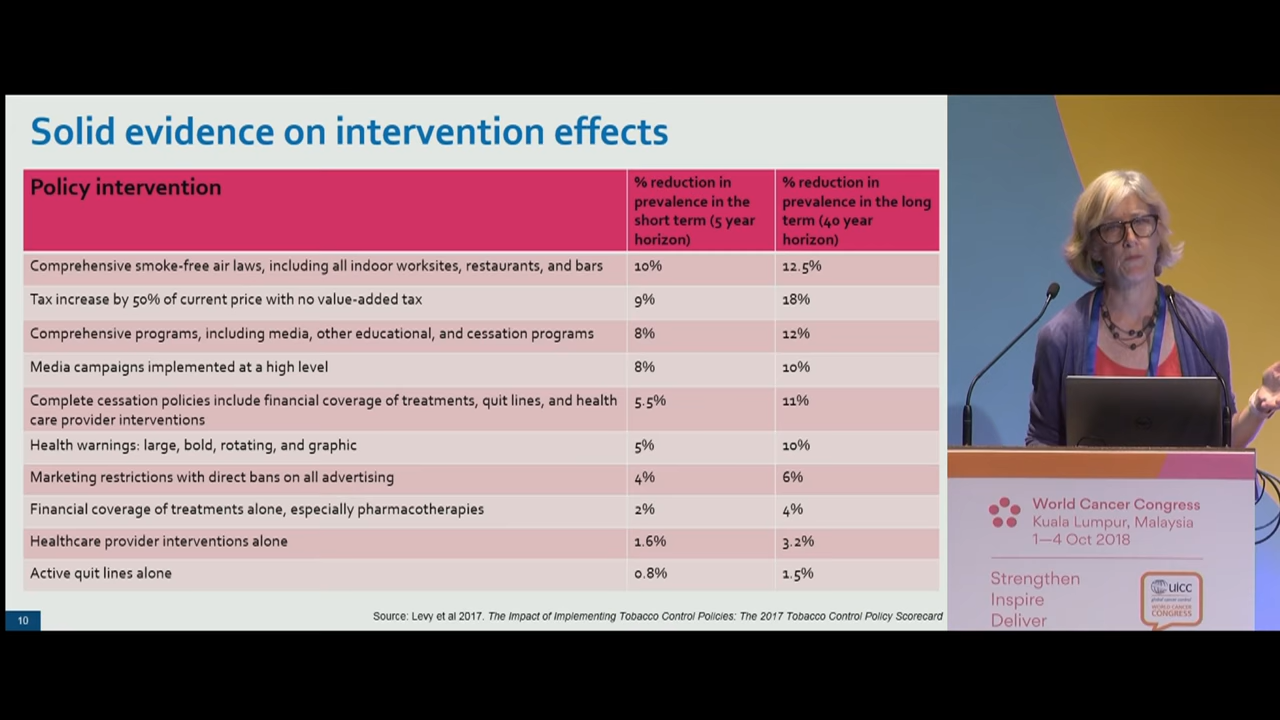 Solid evidence on intervention effects
Policy intervention
% reduction in
prevalence in the
short term (5 year
horizon)
% reduction in
prevalence in the long
term (40 year
horizon)
Comprehensive smoke-free air laws, including all indoor worksites, restaurants, and bars
10%
12.5%
Tax increase by 50% of current price with no value-added tax
9%
18%
Comprehensive programs, including media, other educational, and cessation programs
8%
12%
Media campaigns implemented at a high level
8%
10%
Complete cessation policies include financial coverage of treatments, quit lines, and health
care provider interventions
5.5%
11%
Health warnings: large, bold, rotating, and graphic
5%
10%
Marketing restrictions with direct bans on all advertising
4%
6%
Financial coverage of treatments alone, especially pharmacotherapies
2%
4%
Healthcare provider interventions alone
1.6%
3.2%
Active quit lines alone
0.8%
1.5%
10
Source: Levy et al 2017. The Impact of Implementing Tobacco Control Policies: The 2017 Tobacco Control Policy Scorecard
World Cancer Congress
Kuala Lumpur, Malaysia
1—4 Oct 2018
Strengthen
Inspire
Deliver
uicc
global cancer control
WORLD CANCER
CONGRESS